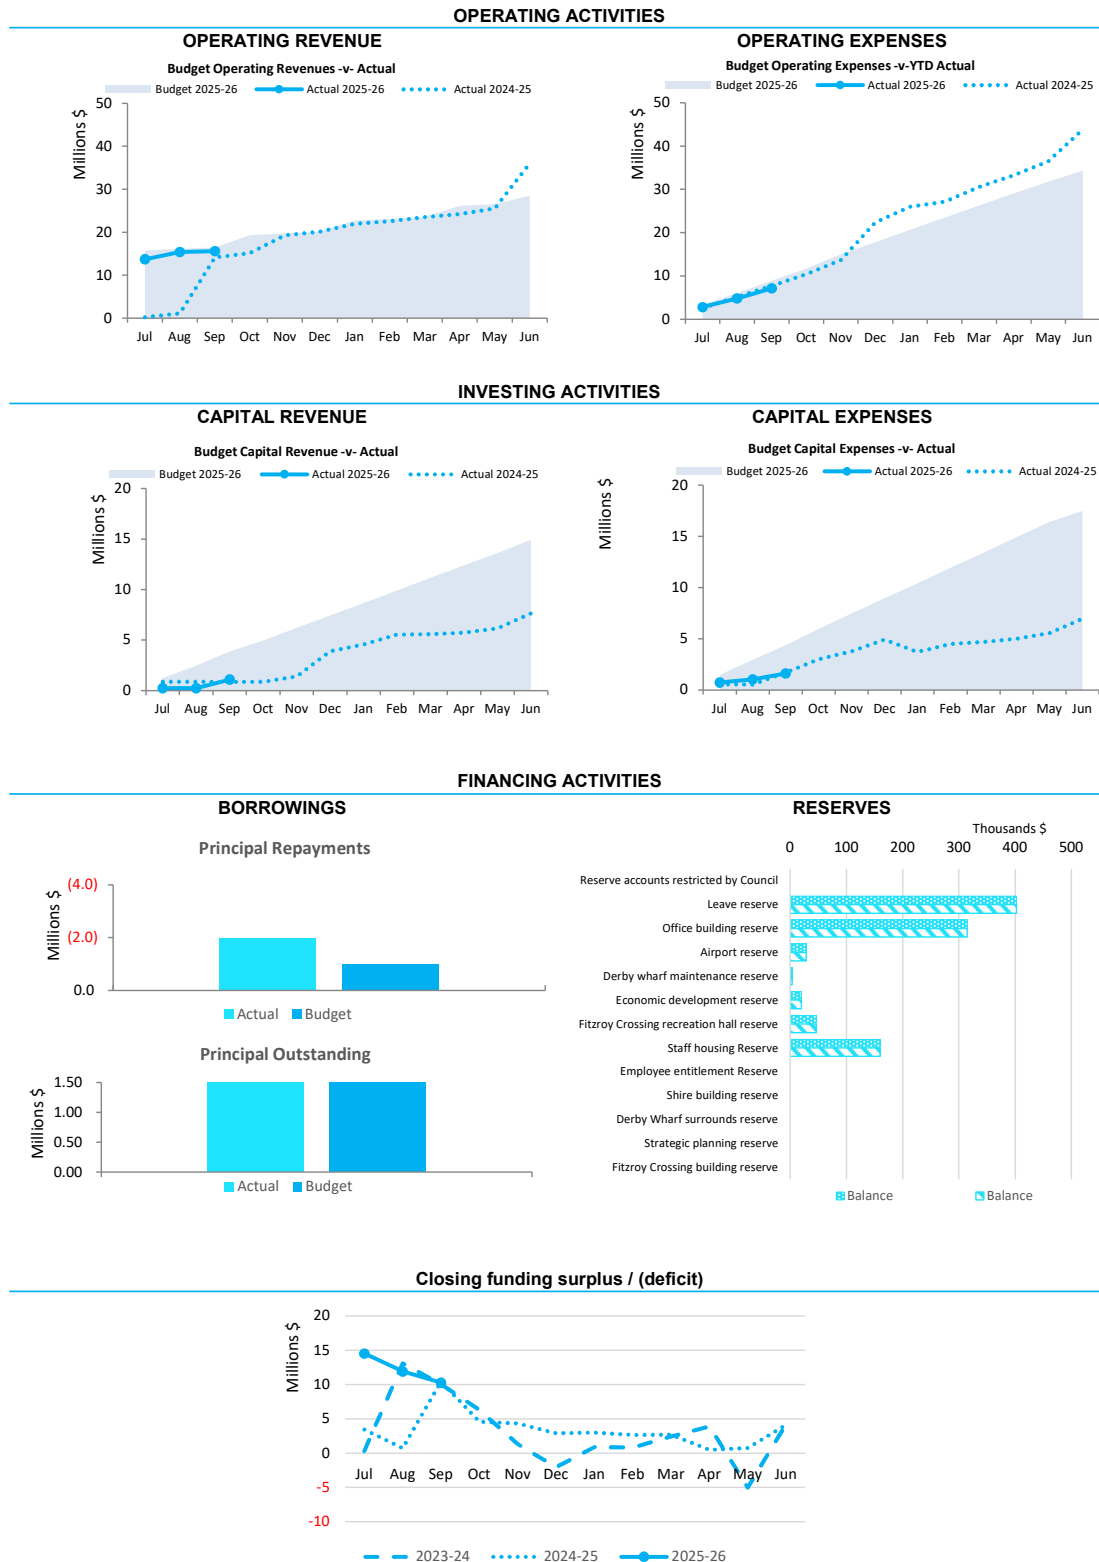 OPERATING ACTIVITIES
OPERATING REVENUE
Budget Operating Revenues -v- Actual
Budget 2025-26 Actual 2025-26 Actual 2024-25
Millions $
50
40
30
20
10
0
Jul Aug Sep Oct Nov Dec Jan Feb Mar Apr May Jun
OPERATING EXPENSES
Budget Operating Expenses -v-YTD Actual
Budget 2025-26 Actual 2025-26 Actual 2024-25
Millions $
50
40
30
20
10
0
Jul Aug Sep Oct Nov Dec Jan Feb Mar Apr May Jun
INVESTING ACTIVITIES
CAPITAL REVENUE
Budget Capital Revenue -v- Actual
Budget 2025-26 Actual 2025-26 Actual 2024-25
Millions $
20
15
10
5
0
Jul Aug Sep Oct Nov Dec Jan Feb Mar Apr May Jun
CAPITAL EXPENSES
Budget Capital Expenses -v- Actual
Budget 2025-26 Actual 2025-26 Actual 2024-25
Millions $
20
15
10
5
0
Jul Aug Sep Oct Nov Dec Jan Feb Mar Apr May Jun
FINANCING ACTIVITIES
BORROWINGS
Principal Repayments
Millions $
(4.0)
(2.0)
0.0
Actual Budget
Principal Outstanding
Millions $
1.50
1.00
0.50
0.00
Actual Budget
RESERVES
Thousands $
0 100 200 300 400 500
Reserve accounts restricted by Council
Leave reserve
Office building reserve
Airport reserve
Derby wharf maintenance reserve
Economic development reserve
Fitzroy Crossing recreation hall reserve
Staff housing Reserve
Employee entitlement Reserve
Shire building reserve
Derby Wharf surrounds reserve
Strategic planning reserve
Fitzroy Crossing building reserve
Balance Balance
Closing funding surplus / (deficit)
Millions $
20
15
10
5
0
-5
-10
Jul Aug Sep Oct Nov Dec Jan Feb Mar Apr May Jun
2023-24 2024-25 2025-26